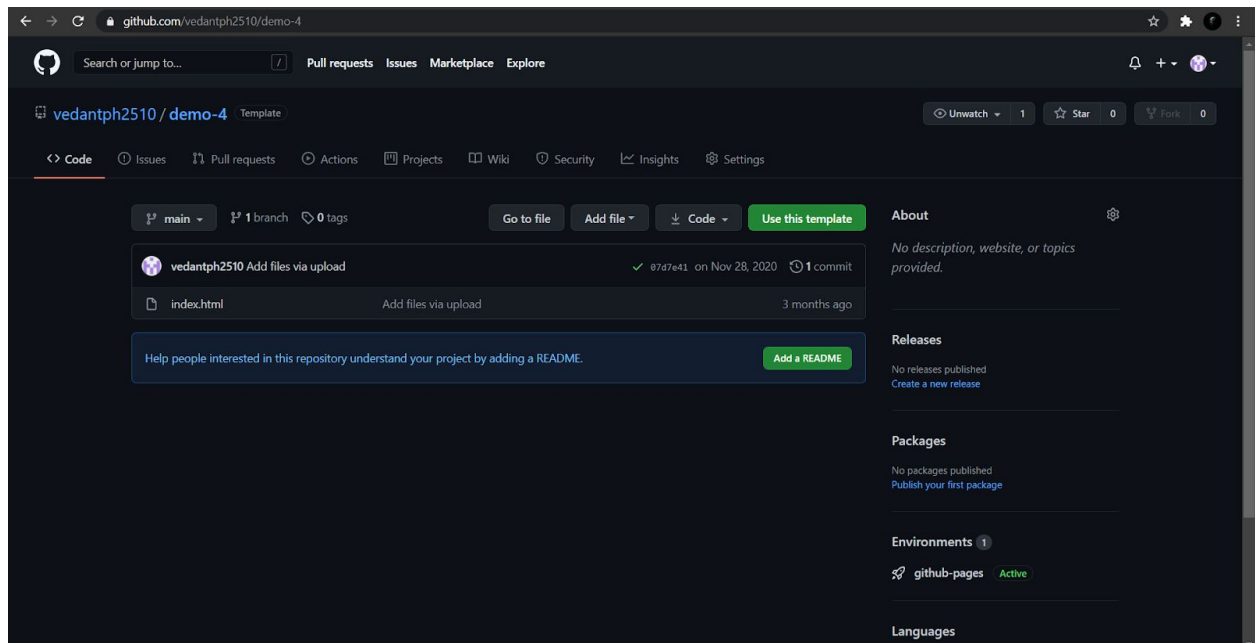 github.com/vedantph2510/demo-4
Search or jump to... / Pull requests Issues Marketplace Explore
vedantph2510 / demo-4 Template Unwatch 1 Star 0 Fork 0
<> Code Issues Pull requests Actions Projects Wiki Security Insights Settings
main 1 branch 0 tags Go to file Add file Code Use this template
vedantph2510 Add files via upload 07d7e41 on Nov 28, 2020 1 commit
index.html Add files via upload 3 months ago
Help people interested in this repository understand your project by adding a README. Add a README
About
No description, website, or topics
provided.
Releases
No releases published
Create a new release
Packages
No packages published
Publish your first package
Environments 1
github-pages Active
Languages